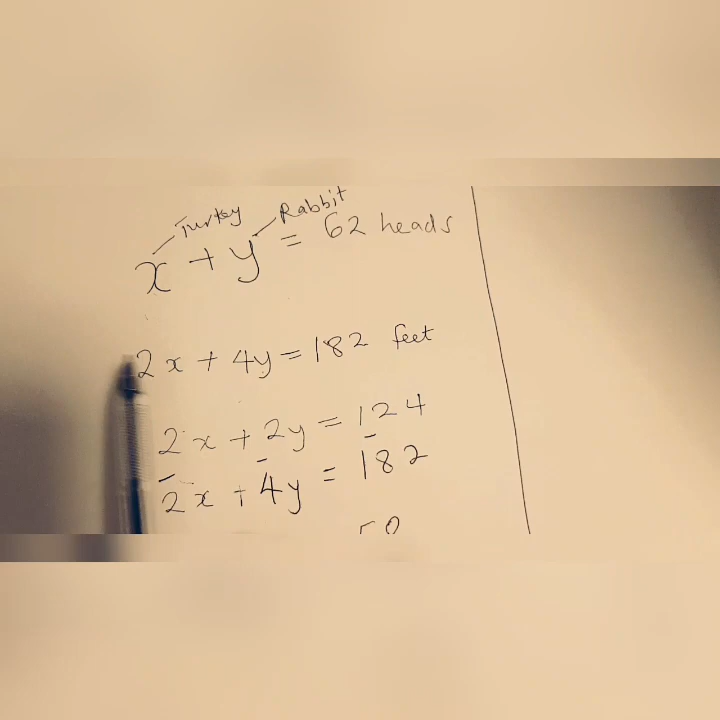 Turkey Rabbit
x + y = 62 heads
2x + 4y = 182 feet
2x + 2y = 124
- - -
2x + 4y = 182